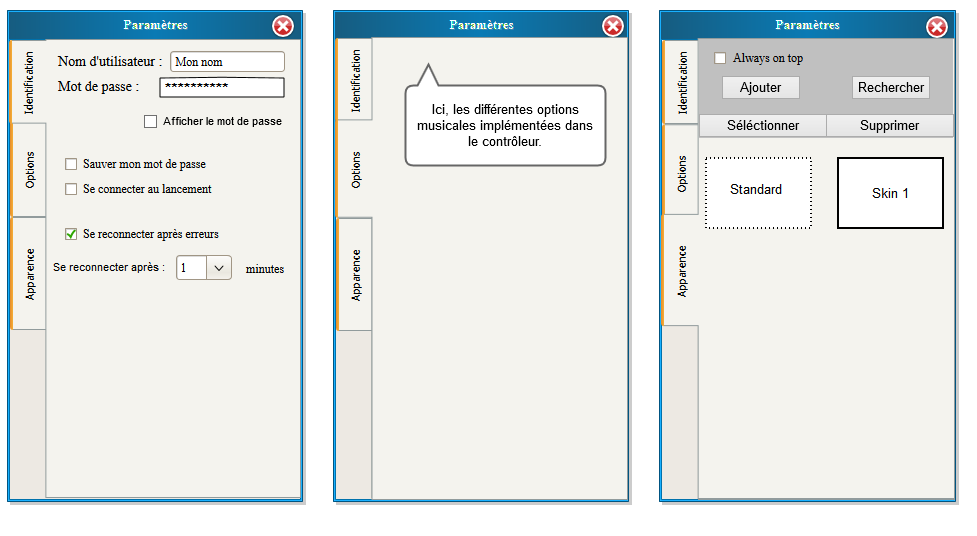 Paramètres
Identification
Options
Apparence
Nom d'utilisateur :
Mon nom
Mot de passe :
**********
Afficher le mot de passe
Sauver mon mot de passe
Se connecter au lancement
Se reconnecter après erreurs
Se reconnecter après :
1
minutes
Paramètres
Identification
Options
Apparence
Ici, les différentes options
musicales implémentées dans
le contrôleur.
Paramètres
Identification
Options
Apparence
Always on top
Ajouter
Rechercher
Séléctionner
Supprimer
Standard
Skin 1